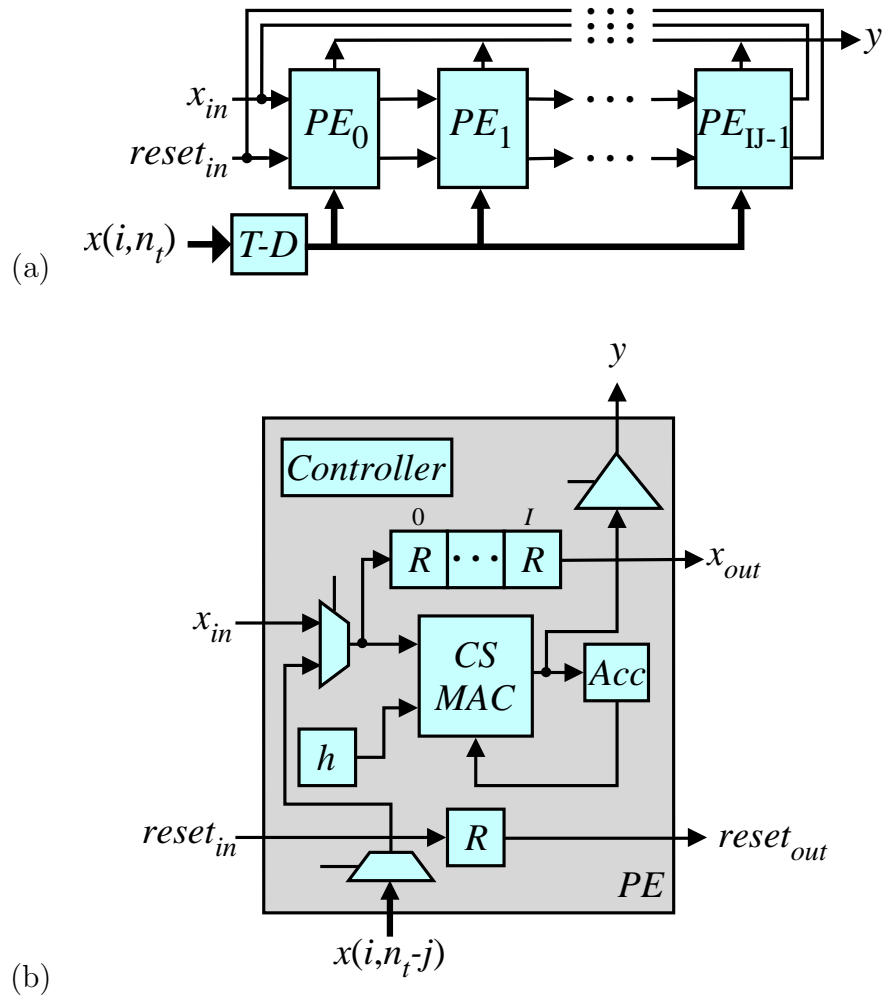 y
x_in
PE_0
PE_1
PE_IJ-1
reset_in
x(i,n_t)
T-D
(a)
y
Controller
0 I
R R
x_out
x_in
CS
MAC
Acc
h
reset_in
R
reset_out
PE
x(i,n_t-j)
(b)